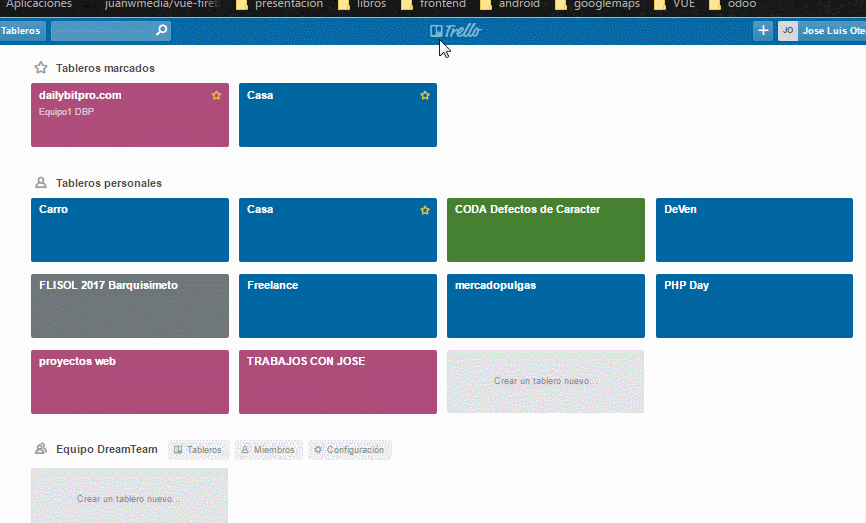 Aplicaciones juanwmedia/vue-fireb presentacion libros frontend android googlemaps VUE odoo
Tableros Trello + JO Jose Luis Ote
Tableros marcados
dailybitpro.com Casa
Equipo1 DBP
Tableros personales
Carro Casa CODA Defectos de Caracter DeVen
FLISOL 2017 Barquisimeto Freelance mercadopulgas PHP Day
proyectos web TRABAJOS CON JOSE
Crear un tablero nuevo...
Equipo DreamTeam Tableros Miembros Configuración
Crear un tablero nuevo...